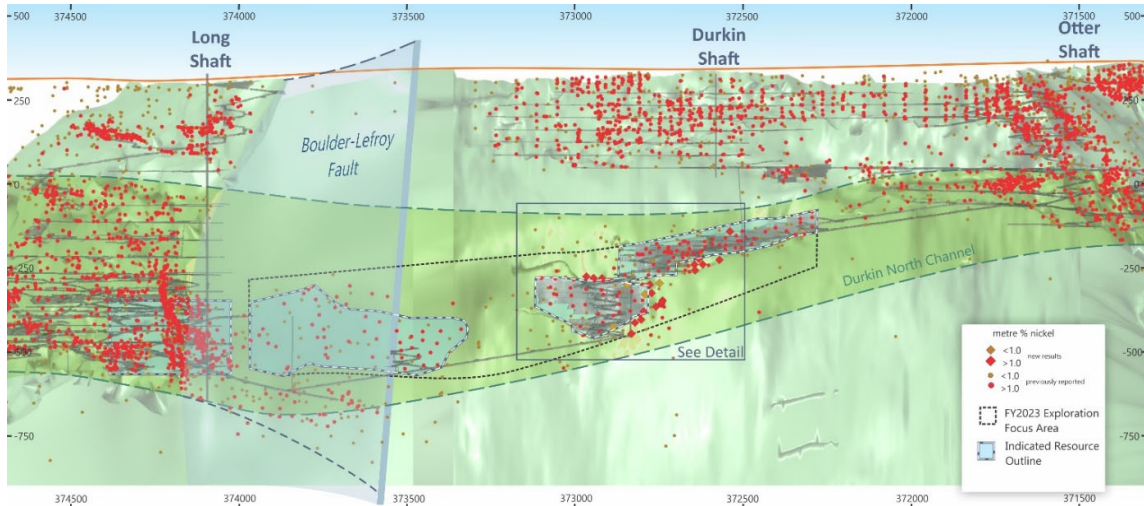 500
374500
374000
373500
373000
372500
372000
371500
500
Long
Shaft
Durkin
Shaft
Otter
Shaft
250
250
Boulder-Lefroy
Fault
0
0
-250
-250
Durkin North Channel
-500
-500
See Detail
-750
-750
metre % nickel
<1.0
>1.0
new results
<1.0
>1.0
previously reported
FY2023 Exploration
Focus Area
Indicated Resource
Outline
374500
374000
373500
373000
372500
372000
371500